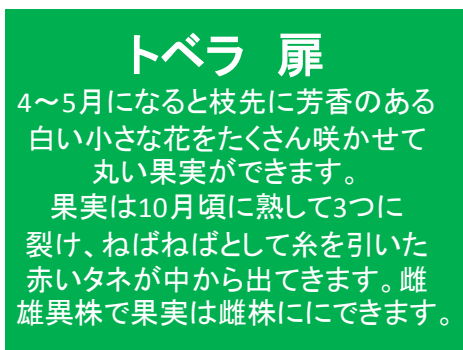 トベラ　扉
4～5月になると枝先に芳香のある
白い小さな花をたくさん咲かせて
丸い果実ができます。
果実は10月頃に熟して3つに
裂け、ねばねばとして糸を引いた
赤いタネが中から出てきます。雌
雄異株で果実は雌株ににできます。